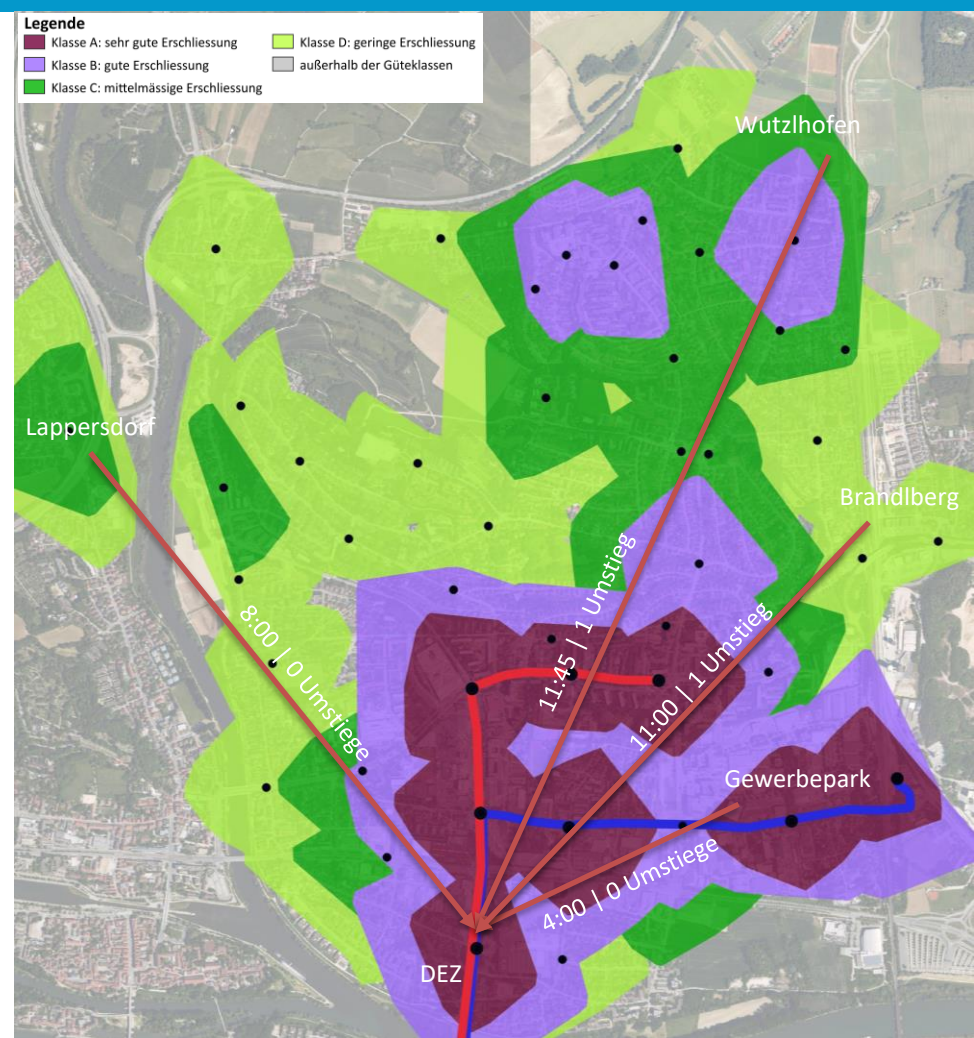 Legende
Klasse A: sehr gute Erschliessung
Klasse B: gute Erschliessung
Klasse C: mittelmässige Erschliessung
Klasse D: geringe Erschliessung
außerhalb der Güteklassen
Wutzlhofen
Lappersdorf
Brandlberg
8:00 | 0 Umstiege
11:45 | 1 Umstieg
11:00 | 1 Umstieg
Gewerbepark
4:00 | 0 Umstiege
DEZ